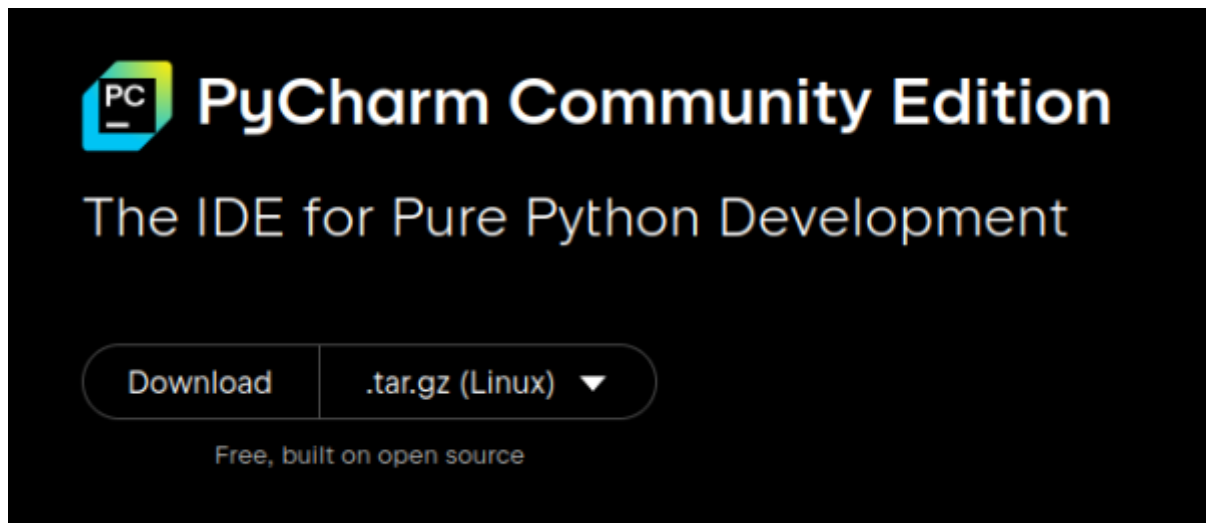 PC
PyCharm Community Edition
The IDE for Pure Python Development
Download .tar.gz (Linux)
Free, built on open source